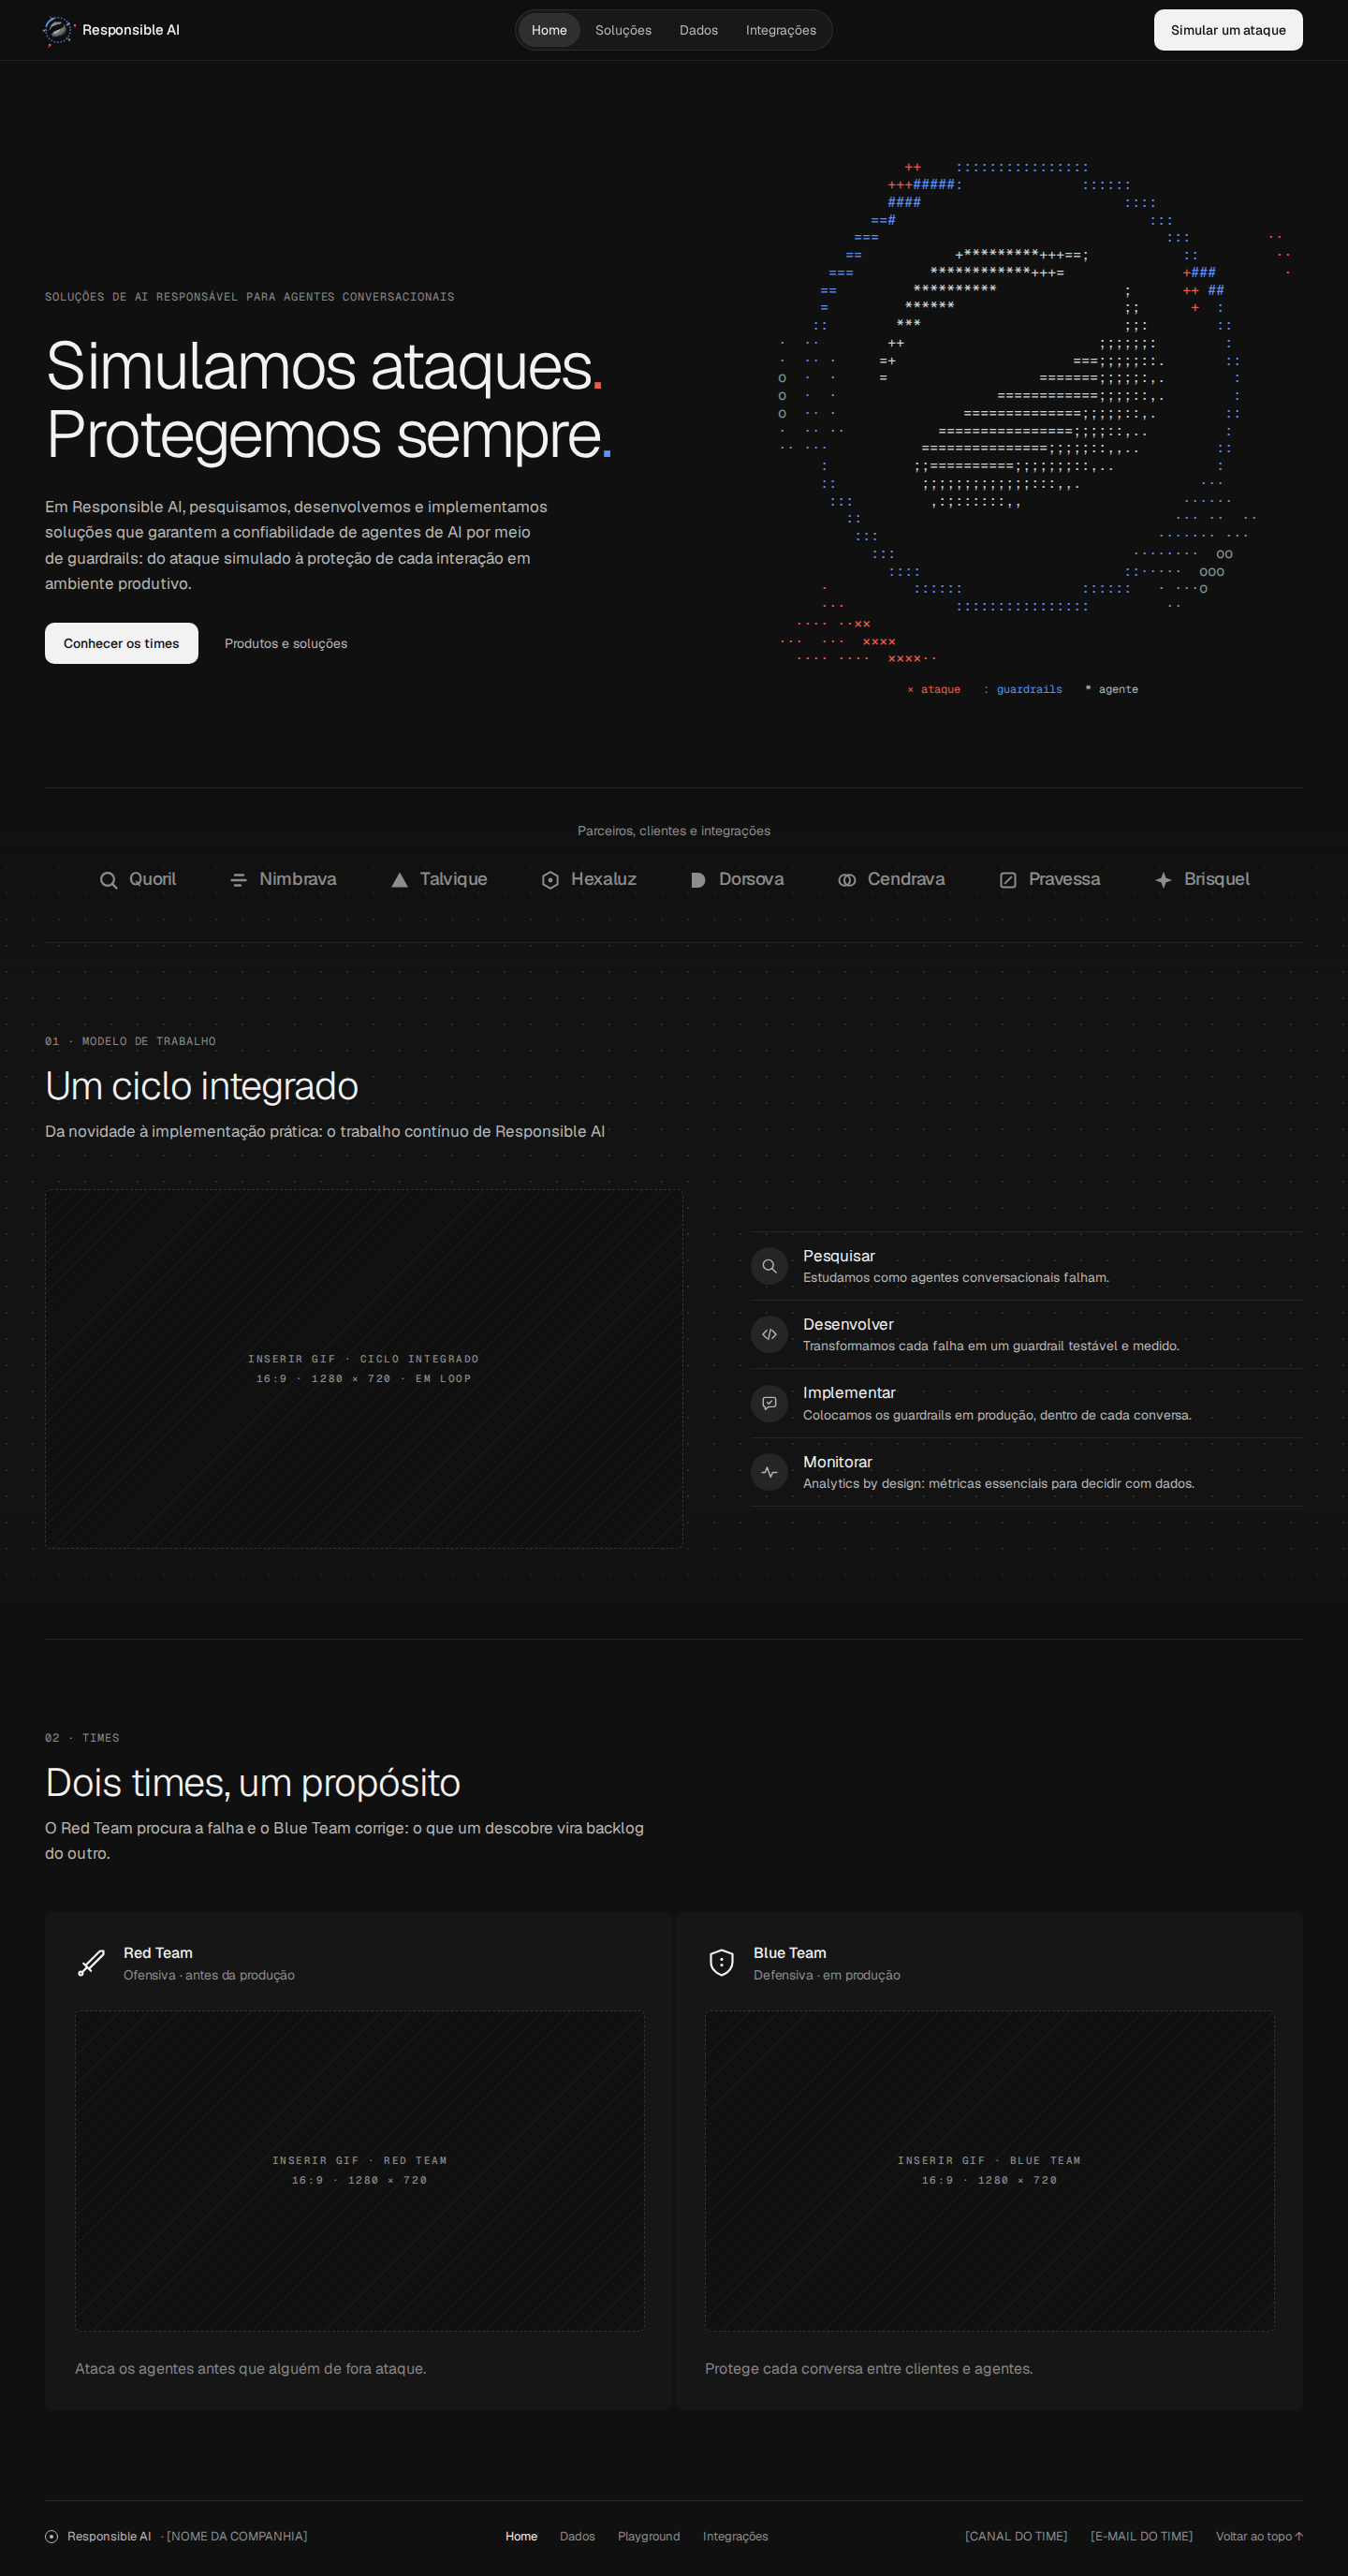 Responsible AI
Home Soluções Dados Integrações
Simular um ataque
SOLUÇÕES DE AI RESPONSÁVEL PARA AGENTES CONVERSACIONAIS
Simulamos ataques.
Protegemos sempre.
Em Responsible AI, pesquisamos, desenvolvemos e implementamos
soluções que garantem a confiabilidade de agentes de AI por meio
de guardrails: do ataque simulado à proteção de cada interação em
ambiente produtivo.
Conhecer os times
Produtos e soluções
× ataque : guardrails * agente
Parceiros, clientes e integrações
Quoril Nimbrava Talvique Hexaluz Dorsova Cendrava Pravessa Brisquel
01 · MODELO DE TRABALHO
Um ciclo integrado
Da novidade à implementação prática: o trabalho contínuo de Responsible AI
INSERIR GIF · CICLO INTEGRADO
16:9 · 1280 × 720 · EM LOOP
Pesquisar
Estudamos como agentes conversacionais falham.
Desenvolver
Transformamos cada falha em um guardrail testável e medido.
Implementar
Colocamos os guardrails em produção, dentro de cada conversa.
Monitorar
Analytics by design: métricas essenciais para decidir com dados.
02 · TIMES
Dois times, um propósito
O Red Team procura a falha e o Blue Team corrige: o que um descobre vira backlog
do outro.
Red Team
Ofensiva · antes da produção
INSERIR GIF · RED TEAM
16:9 · 1280 × 720
Ataca os agentes antes que alguém de fora ataque.
Blue Team
Defensiva · em produção
INSERIR GIF · BLUE TEAM
16:9 · 1280 × 720
Protege cada conversa entre clientes e agentes.
Responsible AI · [NOME DA COMPANHIA]
Home Dados Playground Integrações
[CANAL DO TIME] [E-MAIL DO TIME] Voltar ao topo ↑